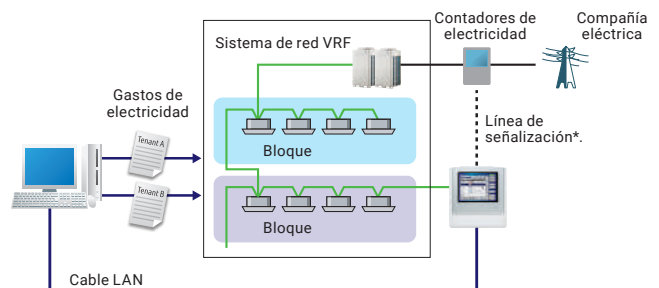 Contadores de
electricidad
Compañía
eléctrica
Sistema de red VRF
Gastos de
electricidad
Línea de
señalización*.
Tenant A
Bloque
Tenant B
Bloque
Cable LAN